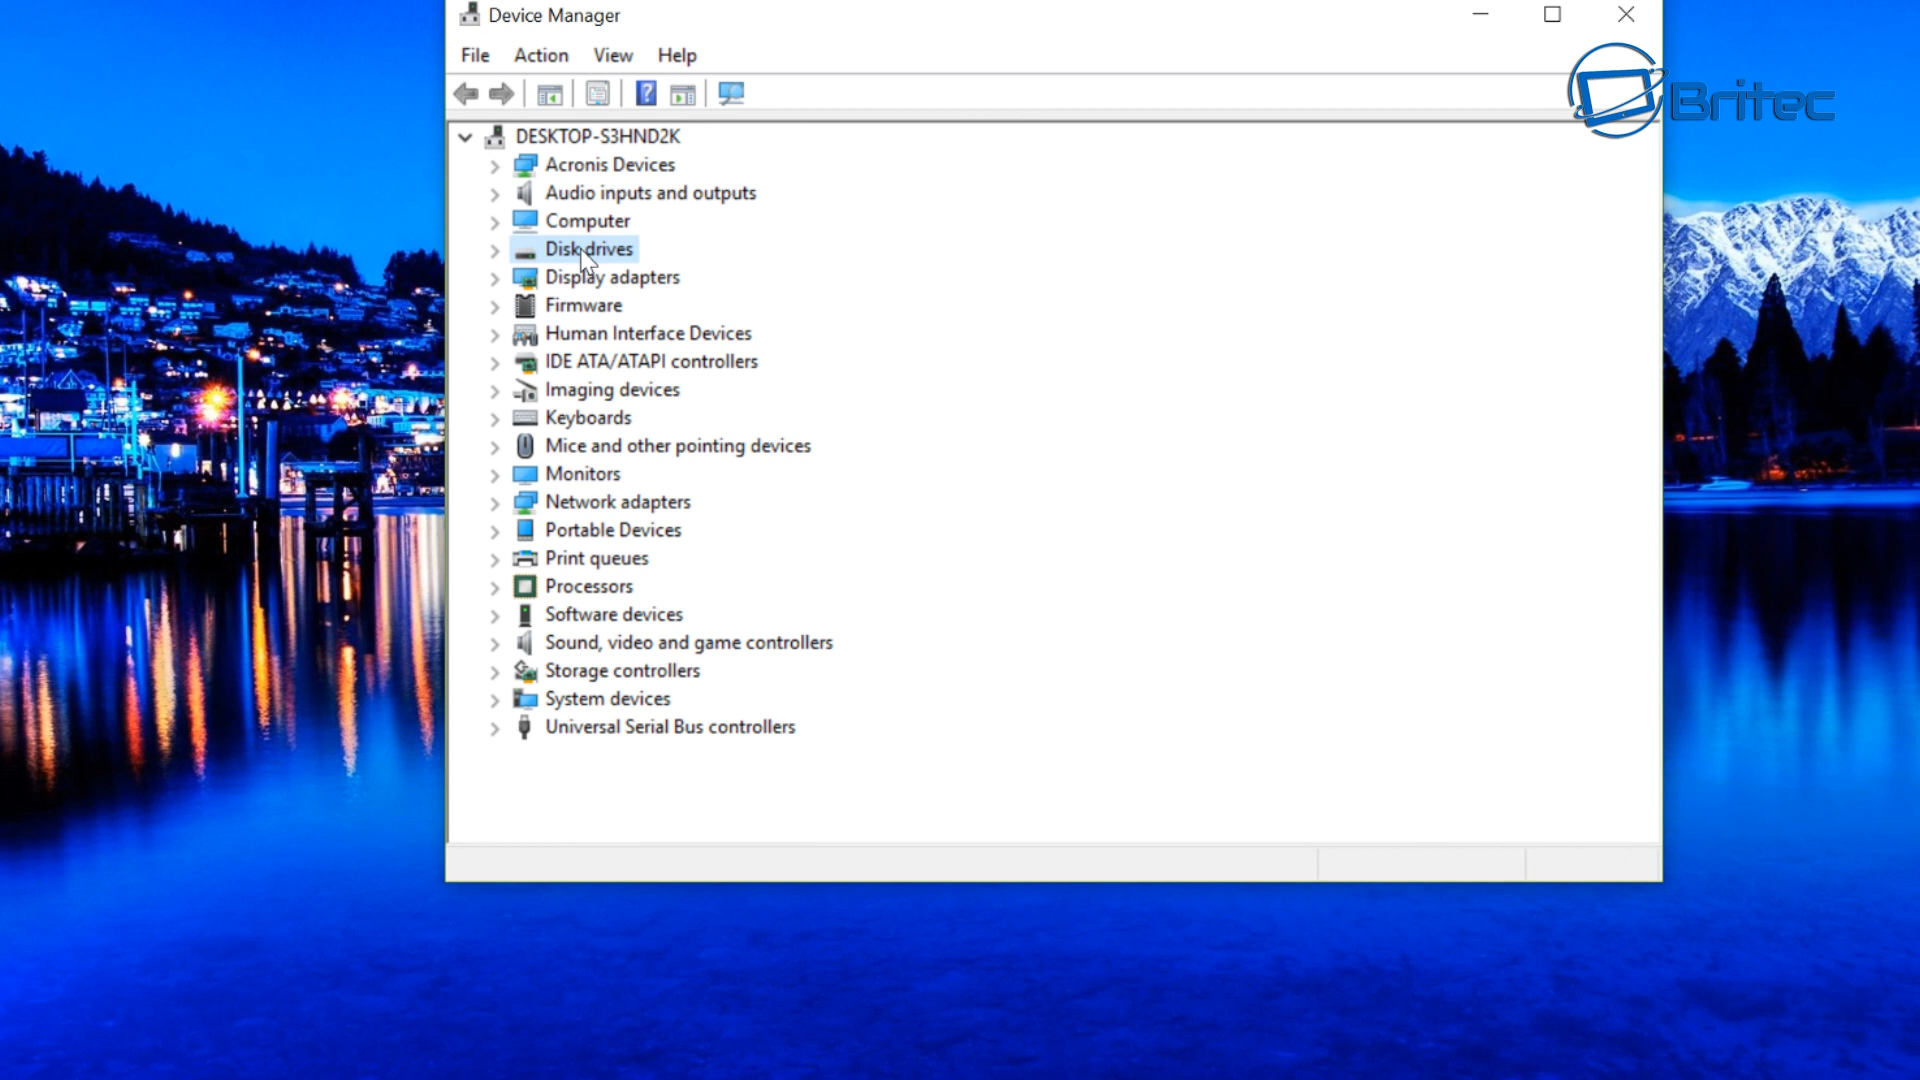 Device Manager
File Action View Help
Britec
DESKTOP-S3HND2K
Acronis Devices
Audio inputs and outputs
Computer
Disk drives
Display adapters
Firmware
Human Interface Devices
IDE ATA/ATAPI controllers
Imaging devices
Keyboards
Mice and other pointing devices
Monitors
Network adapters
Portable Devices
Print queues
Processors
Software devices
Sound, video and game controllers
Storage controllers
System devices
Universal Serial Bus controllers